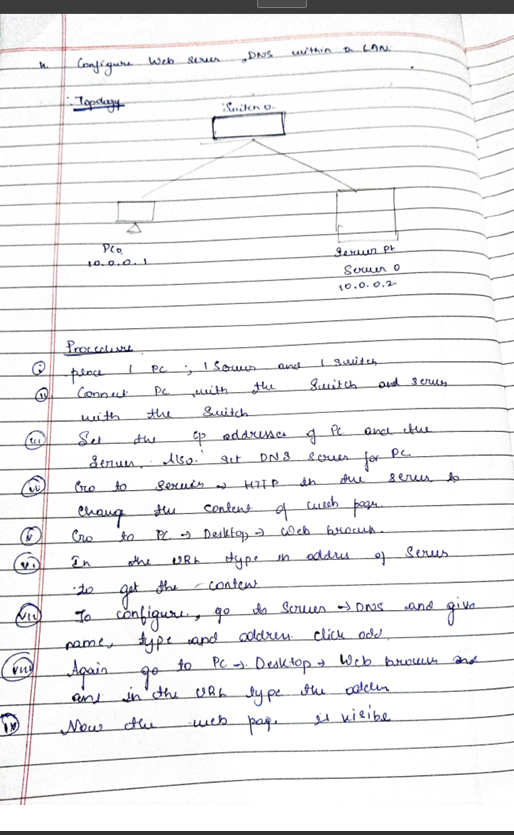 4. Configure Web server, DNS within a LAN.
Topology
Switch 0.
PC0
10.0.0.1
Server Pt
Server 0
10.0.0.2
Procedure
i place 1 PC, 1 Server and 1 Switch
ii Connect PC with the Switch and server
with the Switch
iii Set the ip addresses of PC and the
Server. Also set DNS server for PC
iv Go to Server → HTTP in the server to
change the content of web page.
v Go to PC → Desktop → Web browser.
vi In the URL type in address of Server
to get the content
vii To configure, go to Server → DNS and give
name, type and address click add.
viii Again go to PC → Desktop → Web browser and
in the URL type the
ix Now the web page is visibe